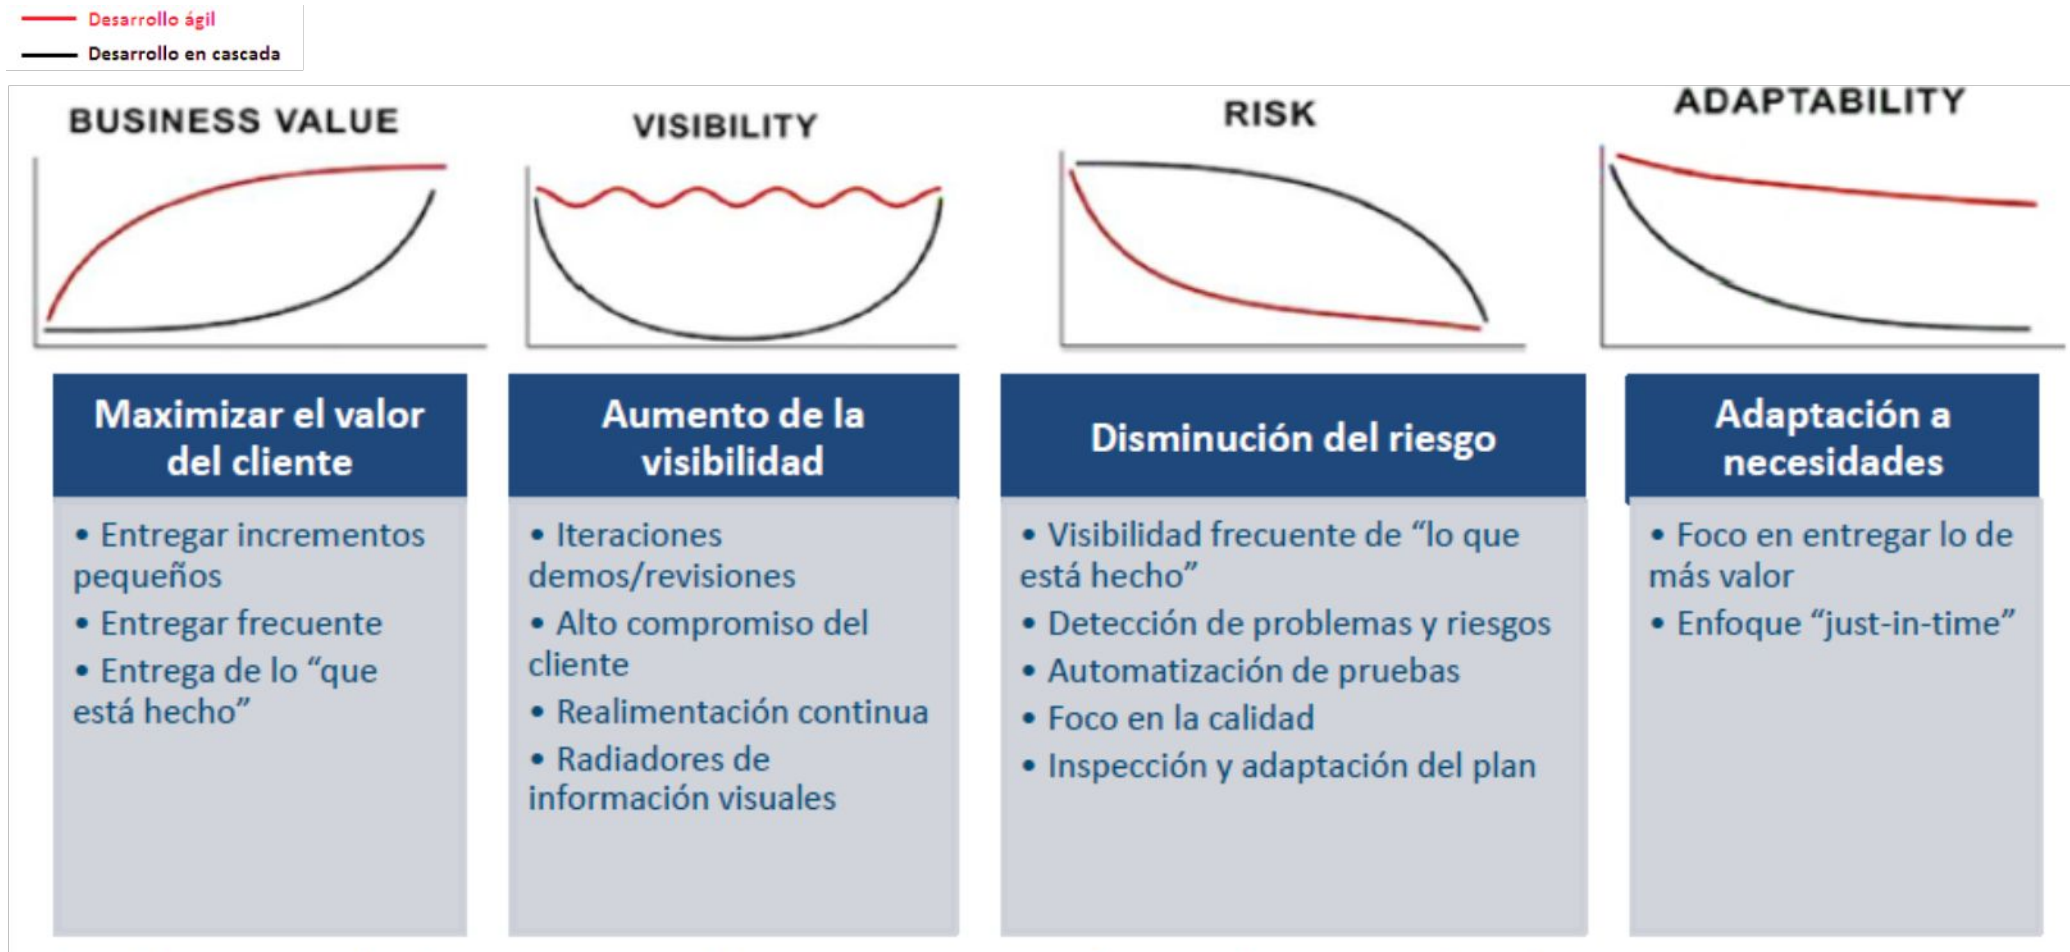 Desarrollo ágil
Desarrollo en cascada
BUSINESS VALUE
VISIBILITY
RISK
ADAPTABILITY
Maximizar el valor
del cliente
• Entregar incrementos
pequeños
• Entregar frecuente
• Entrega de lo “que
está hecho”
Aumento de la
visibilidad
• Iteraciones
demos/revisiones
• Alto compromiso del
cliente
• Realimentación continua
• Radiadores de
información visuales
Disminución del riesgo
• Visibilidad frecuente de “lo que
está hecho”
• Detección de problemas y riesgos
• Automatización de pruebas
• Foco en la calidad
• Inspección y adaptación del plan
Adaptación a
necesidades
• Foco en entregar lo de
más valor
• Enfoque “just-in-time”